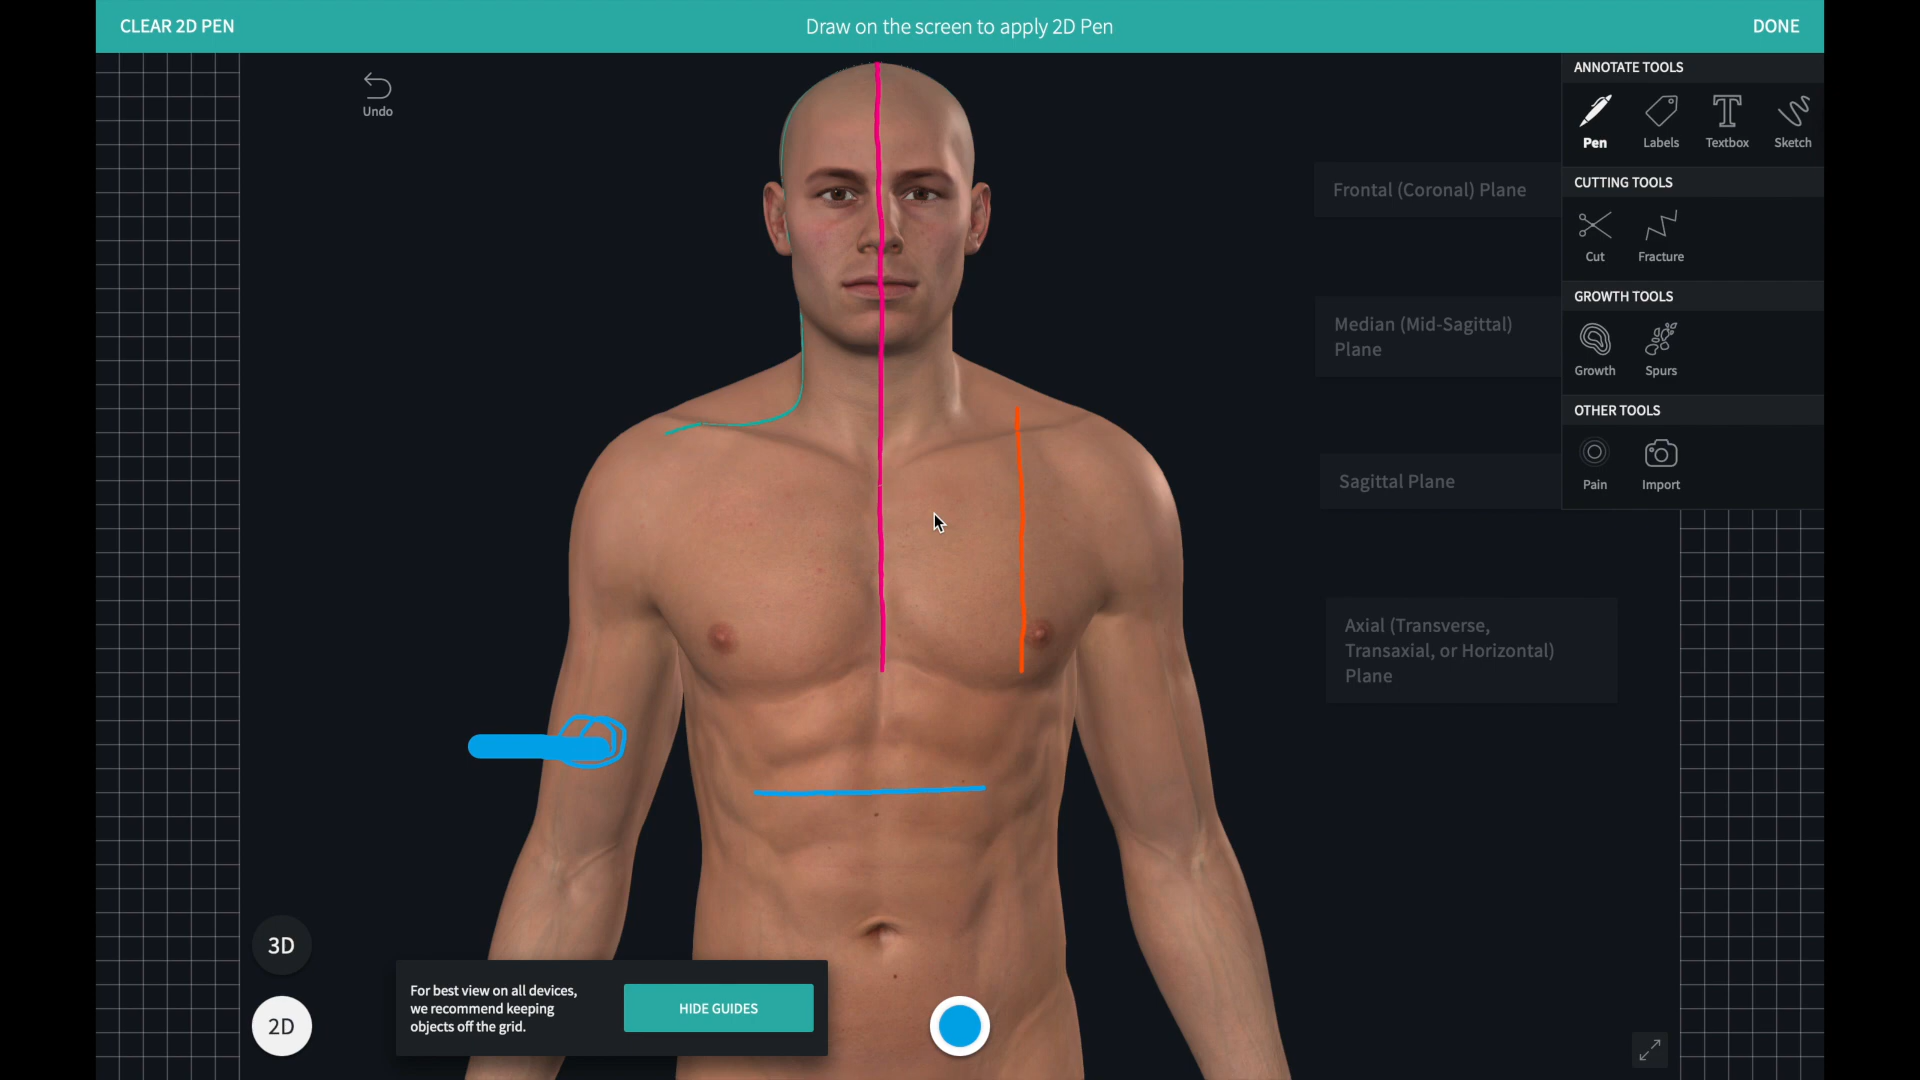 CLEAR 2D PEN
Draw on the screen to apply 2D Pen
DONE
Undo
ANNOTATE TOOLS
Pen
Labels
Textbox
Sketch
CUTTING TOOLS
Cut
Fracture
GROWTH TOOLS
Growth
Spurs
OTHER TOOLS
Pain
Import
Frontal (Coronal) Plane
Median (Mid-Sagittal)
Plane
Sagittal Plane
Axial (Transverse,
Transaxial, or Horizontal)
Plane
3D
2D
For best view on all devices,
we recommend keeping
objects off the grid.
HIDE GUIDES